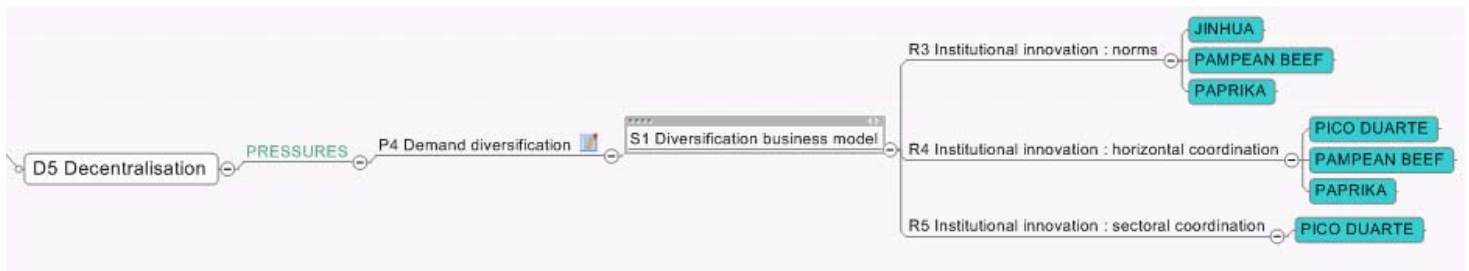 D5 Decentralisation
PRESSURES
P4 Demand diversification
S1 Diversification business model
R3 Institutional innovation : norms
JINHUA
PAMPEAN BEEF
PAPRIKA
R4 Institutional innovation : horizontal coordination
PICO DUARTE
PAMPEAN BEEF
PAPRIKA
R5 Institutional innovation : sectoral coordination
PICO DUARTE